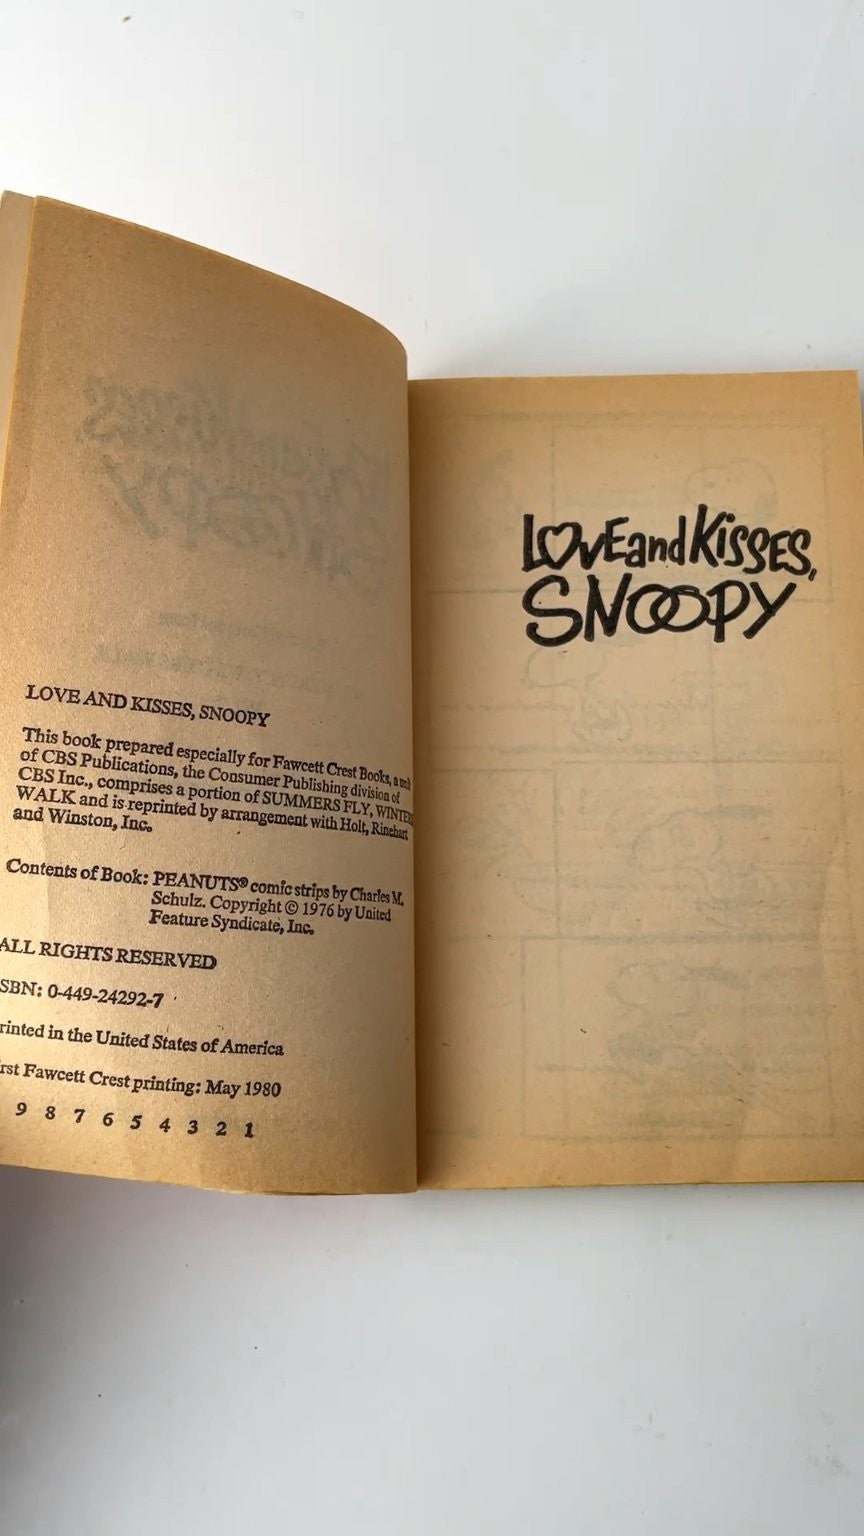 LOVE AND KISSES, SNOOPY
This book prepared especially for Fawcett Crest Books, a unit
of CBS Publications, the Consumer Publishing division of
CBS Inc., comprises a portion of SUMMERS FLY, WINTER
WALK and is reprinted by arrangement with Holt, Rinehart
and Winston, Inc.
Contents of Book: PEANUTS® comic strips by Charles M.
Schulz. Copyright © 1976 by United
Feature Syndicate, Inc.
ALL RIGHTS RESERVED
SBN: 0-449-24292-7
rinted in the United States of America
rst Fawcett Crest printing: May 1980
9 8 7 6 5 4 3 2 1
LOVE and KISSES,
SNOOPY